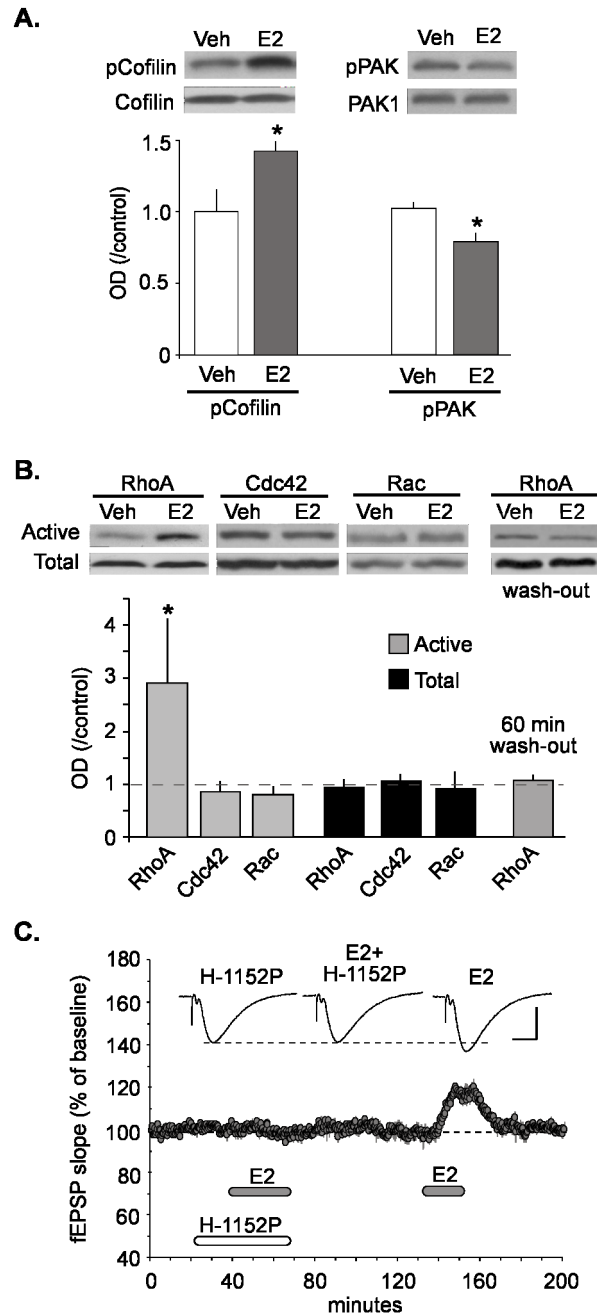 A.
Veh E2 Veh E2
pCofilin pPAK
Cofilin PAK1
OD (/control)
1.5
1.0
0.5
0
Veh E2 Veh E2
pCofilin pPAK
*
*
B.
RhoA Cdc42 Rac RhoA
Veh E2 Veh E2 Veh E2 Veh E2
Active
Total
wash-out
OD (/control)
4
3
2
1
0
*
Active
Total
60 min
wash-out
RhoA Cdc42 Rac RhoA Cdc42 Rac RhoA
C.
fEPSP slope (% of baseline)
180
160
140
120
100
80
60
40
H-1152P E2+ E2
H-1152P
E2 E2
H-1152P
0 40 80 120 160 200
minutes